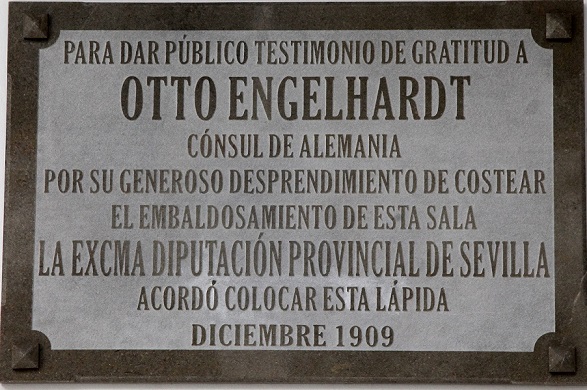 PARA DAR PÚBLICO TESTIMONIO DE GRATITUD A
OTTO ENGELHARDT
CÓNSUL DE ALEMANIA
POR SU GENEROSO DESPRENDIMIENTO DE COSTEAR
EL EMBALDOSAMIENTO DE ESTA SALA
LA EXCMA DIPUTACIÓN PROVINCIAL DE SEVILLA
ACORDÓ COLOCAR ESTA LÁPIDA
DICIEMBRE 1909